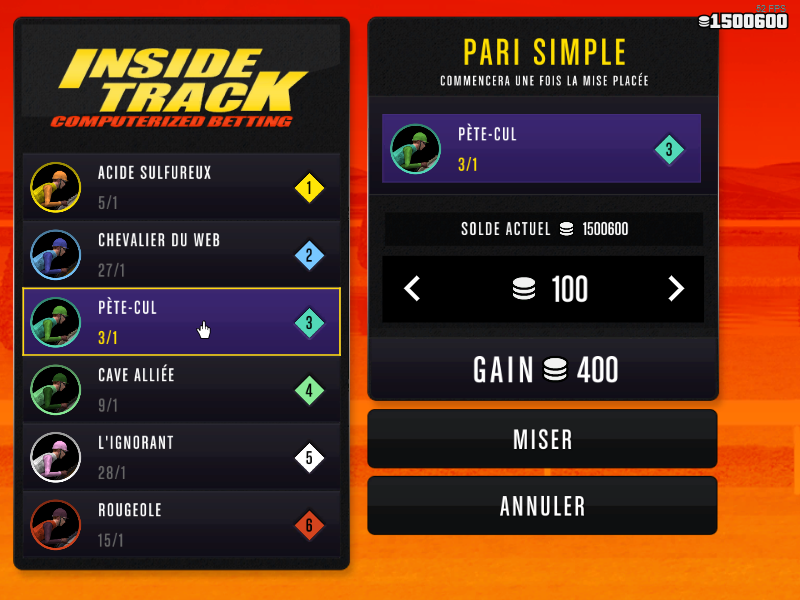 52 FPS
1500600
INSIDE
TRACK
COMPUTERIZED BETTING
ACIDE SULFUREUX
5/1
1
CHEVALIER DU WEB
27/1
2
PÈTE-CUL
3/1
3
CAVE ALLIÉE
9/1
4
L'IGNORANT
28/1
5
ROUGEOLE
15/1
6
PARI SIMPLE
COMMENCERA UNE FOIS LA MISE PLACÉE
PÈTE-CUL
3/1
3
SOLDE ACTUEL 1500600
100
GAIN 400
MISER
ANNULER